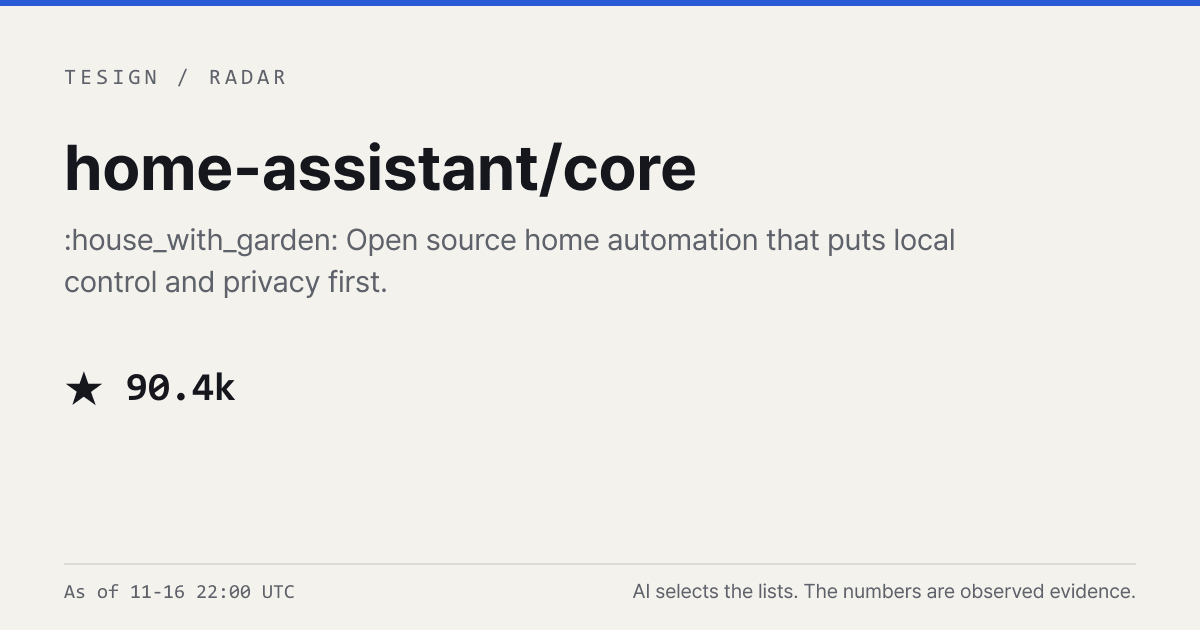 TESIGN / RADAR
home-assistant/core
:house_with_garden: Open source home automation that puts local
control and privacy first.
★ 90.4k
As of 11-16 22:00 UTC
AI selects the lists. The numbers are observed evidence.